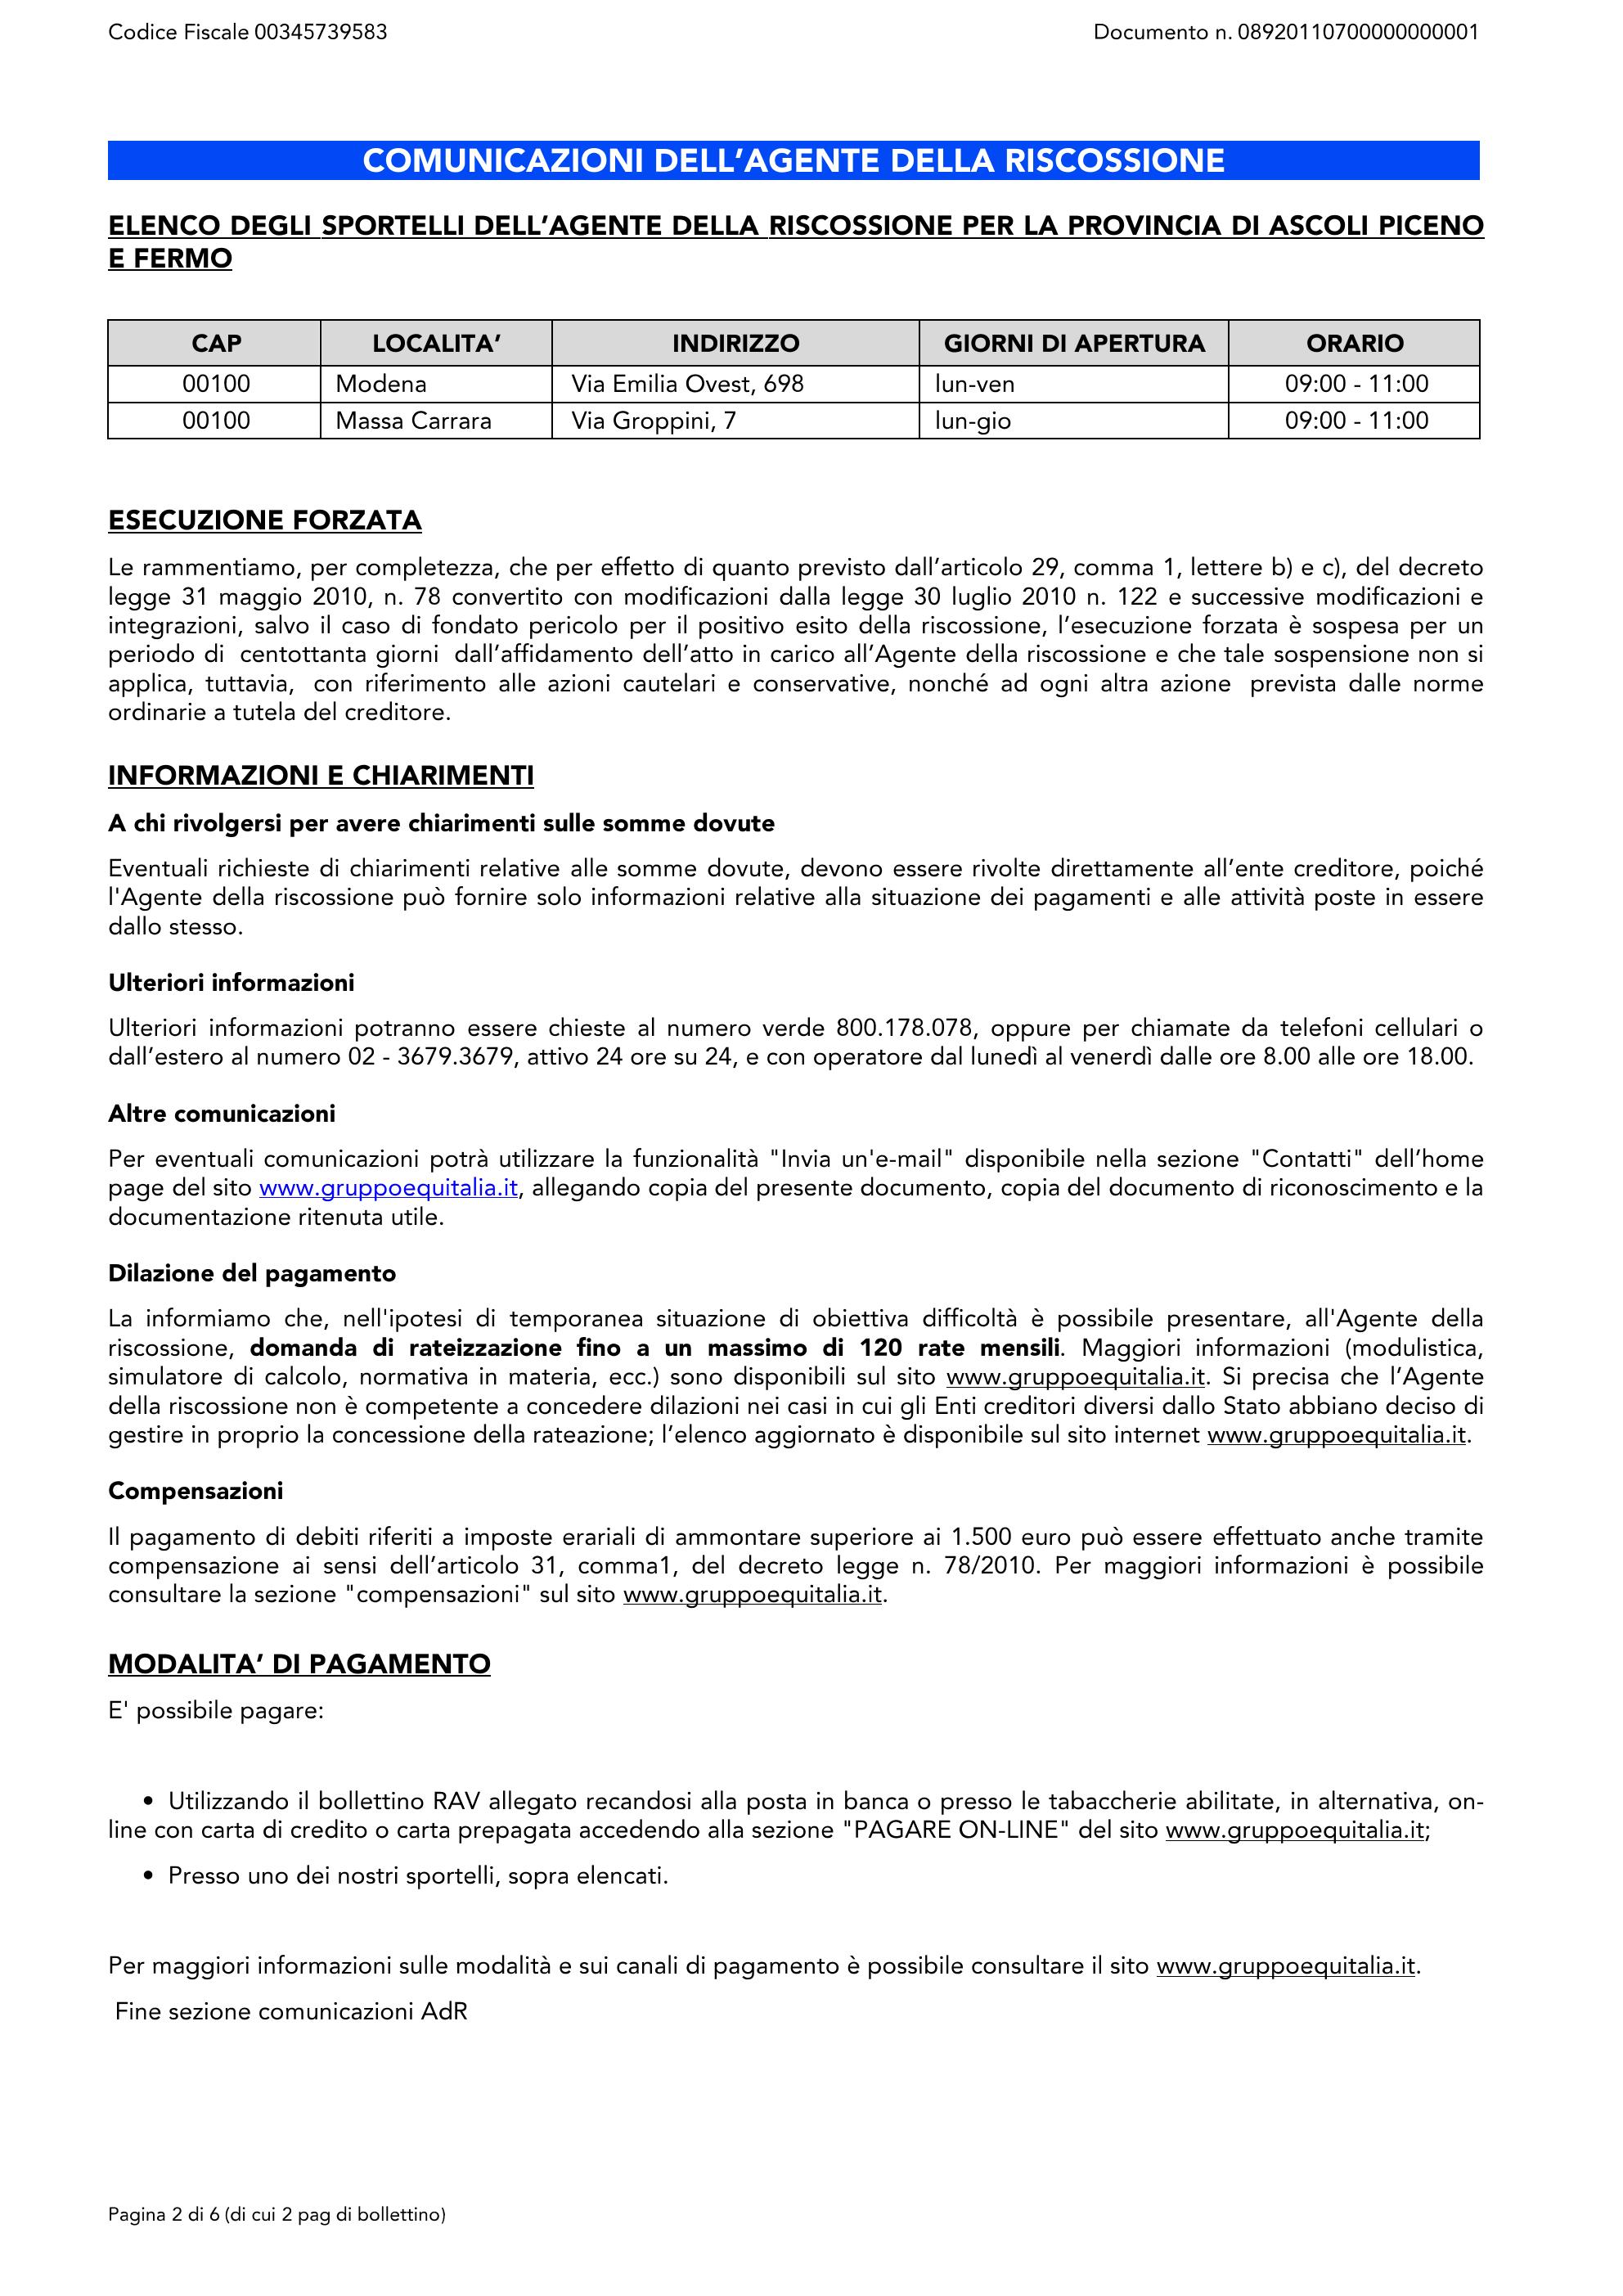 Codice Fiscale 00345739583 Documento n. 08920110700000000001
COMUNICAZIONI DELL’AGENTE DELLA RISCOSSIONE
ELENCO DEGLI SPORTELLI DELL’AGENTE DELLA RISCOSSIONE PER LA PROVINCIA DI ASCOLI PICENO
E FERMO
CAP LOCALITA’ INDIRIZZO GIORNI DI APERTURA ORARIO
00100 Modena Via Emilia Ovest, 698 lun-ven 09:00 - 11:00
00100 Massa Carrara Via Groppini, 7 lun-gio 09:00 - 11:00
ESECUZIONE FORZATA
Le rammentiamo, per completezza, che per effetto di quanto previsto dall’articolo 29, comma 1, lettere b) e c), del decreto
legge 31 maggio 2010, n. 78 convertito con modificazioni dalla legge 30 luglio 2010 n. 122 e successive modificazioni e
integrazioni, salvo il caso di fondato pericolo per il positivo esito della riscossione, l’esecuzione forzata è sospesa per un
periodo di centottanta giorni dall’affidamento dell’atto in carico all’Agente della riscossione e che tale sospensione non si
applica, tuttavia, con riferimento alle azioni cautelari e conservative, nonché ad ogni altra azione prevista dalle norme
ordinarie a tutela del creditore.
INFORMAZIONI E CHIARIMENTI
A chi rivolgersi per avere chiarimenti sulle somme dovute
Eventuali richieste di chiarimenti relative alle somme dovute, devono essere rivolte direttamente all’ente creditore, poiché
l'Agente della riscossione può fornire solo informazioni relative alla situazione dei pagamenti e alle attività poste in essere
dallo stesso.
Ulteriori informazioni
Ulteriori informazioni potranno essere chieste al numero verde 800.178.078, oppure per chiamate da telefoni cellulari o
dall’estero al numero 02 - 3679.3679, attivo 24 ore su 24, e con operatore dal lunedì al venerdì dalle ore 8.00 alle ore 18.00.
Altre comunicazioni
Per eventuali comunicazioni potrà utilizzare la funzionalità "Invia un'e-mail" disponibile nella sezione "Contatti" dell’home
page del sito www.gruppoequitalia.it, allegando copia del presente documento, copia del documento di riconoscimento e la
documentazione ritenuta utile.
Dilazione del pagamento
La informiamo che, nell'ipotesi di temporanea situazione di obiettiva difficoltà è possibile presentare, all'Agente della
riscossione, domanda di rateizzazione fino a un massimo di 120 rate mensili. Maggiori informazioni (modulistica,
simulatore di calcolo, normativa in materia, ecc.) sono disponibili sul sito www.gruppoequitalia.it. Si precisa che l’Agente
della riscossione non è competente a concedere dilazioni nei casi in cui gli Enti creditori diversi dallo Stato abbiano deciso di
gestire in proprio la concessione della rateazione; l’elenco aggiornato è disponibile sul sito internet www.gruppoequitalia.it.
Compensazioni
Il pagamento di debiti riferiti a imposte erariali di ammontare superiore ai 1.500 euro può essere effettuato anche tramite
compensazione ai sensi dell’articolo 31, comma1, del decreto legge n. 78/2010. Per maggiori informazioni è possibile
consultare la sezione "compensazioni" sul sito www.gruppoequitalia.it.
MODALITA’ DI PAGAMENTO
E' possibile pagare:
• Utilizzando il bollettino RAV allegato recandosi alla posta in banca o presso le tabaccherie abilitate, in alternativa, on-
line con carta di credito o carta prepagata accedendo alla sezione "PAGARE ON-LINE" del sito www.gruppoequitalia.it;
• Presso uno dei nostri sportelli, sopra elencati.
Per maggiori informazioni sulle modalità e sui canali di pagamento è possibile consultare il sito www.gruppoequitalia.it.
Fine sezione comunicazioni AdR
Pagina 2 di 6 (di cui 2 pag di bollettino)